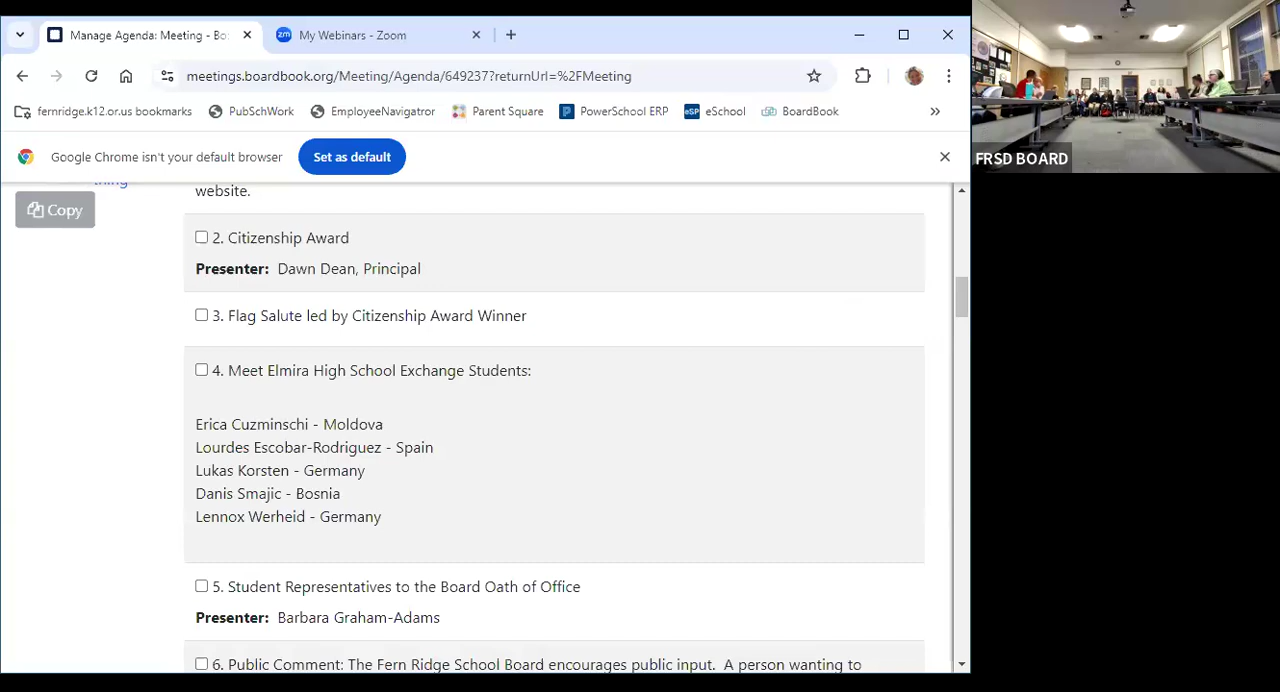 Manage Agenda: Meeting - Bo
My Webinars - Zoom
meetings.boardbook.org/Meeting/Agenda/649237?returnUrl=%2FMeeting
fernridge.k12.or.us bookmarks
PubSchWork
EmployeeNavigator
Parent Square
PowerSchool ERP
eSchool
BoardBook
Google Chrome isn't your default browser
Set as default
thing
Copy
website.
2. Citizenship Award
Presenter: Dawn Dean, Principal
3. Flag Salute led by Citizenship Award Winner
4. Meet Elmira High School Exchange Students:
Erica Cuzminschi - Moldova
Lourdes Escobar-Rodriguez - Spain
Lukas Korsten - Germany
Danis Smajic - Bosnia
Lennox Werheid - Germany
5. Student Representatives to the Board Oath of Office
Presenter: Barbara Graham-Adams
6. Public Comment: The Fern Ridge School Board encourages public input. A person wanting to
FRSD BOARD